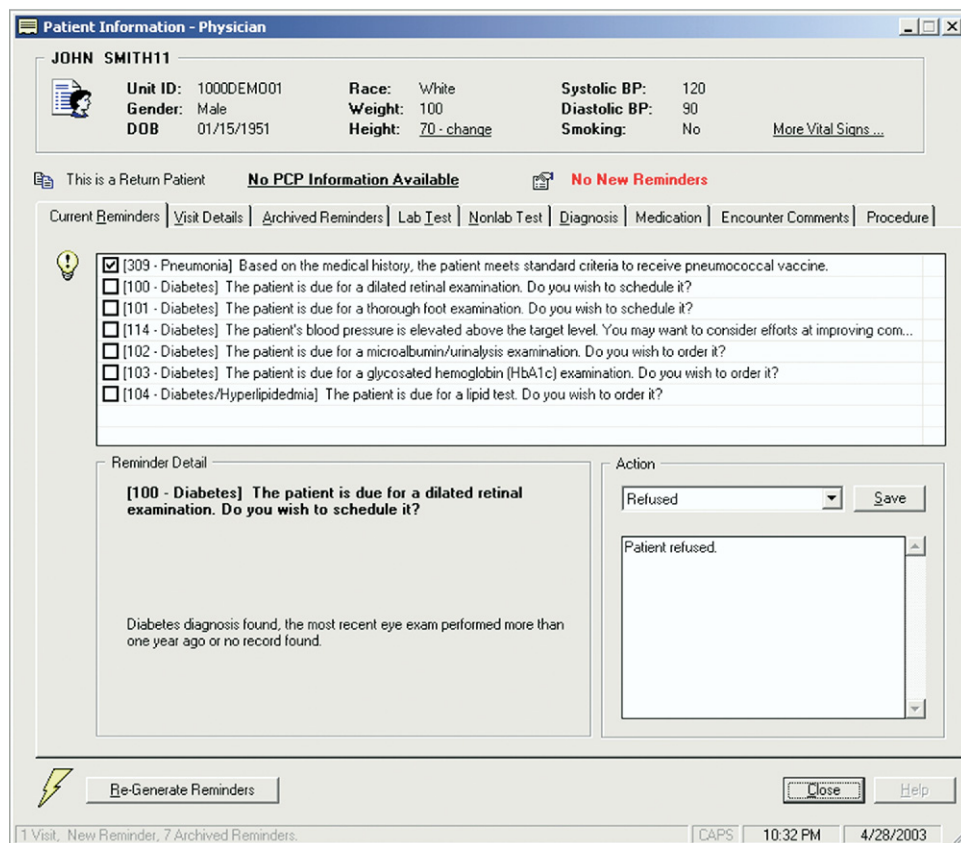 Patient Information - Physician
JOHN SMITH11
Unit ID: 1000DEMO01 Race: White Systolic BP: 120
Gender: Male Weight: 100 Diastolic BP: 90
DOB 01/15/1951 Height: 70 - change Smoking: No More Vital Signs ...
This is a Return Patient No PCP Information Available No New Reminders
Current Reminders Visit Details Archived Reminders Lab Test Nonlab Test Diagnosis Medication Encounter Comments Procedure
[309 - Pneumonia] Based on the medical history, the patient meets standard criteria to receive pneumococcal vaccine.
[100 - Diabetes] The patient is due for a dilated retinal examination. Do you wish to schedule it?
[101 - Diabetes] The patient is due for a thorough foot examination. Do you wish to schedule it?
[114 - Diabetes] The patient's blood pressure is elevated above the target level. You may want to consider efforts at improving com...
[102 - Diabetes] The patient is due for a microalbumin/urinalysis examination. Do you wish to order it?
[103 - Diabetes] The patient is due for a glycosated hemoglobin (HbA1c) examination. Do you wish to order it?
[104 - Diabetes/Hyperlipidedmia] The patient is due for a lipid test. Do you wish to order it?
Reminder Detail
[100 - Diabetes] The patient is due for a dilated retinal
examination. Do you wish to schedule it?
Diabetes diagnosis found, the most recent eye exam performed more than
one year ago or no record found.
Action
Refused Save
Patient refused.
Re-Generate Reminders Close Help
1 Visit, New Reminder, 7 Archived Reminders. CAPS 10:32 PM 4/28/2003